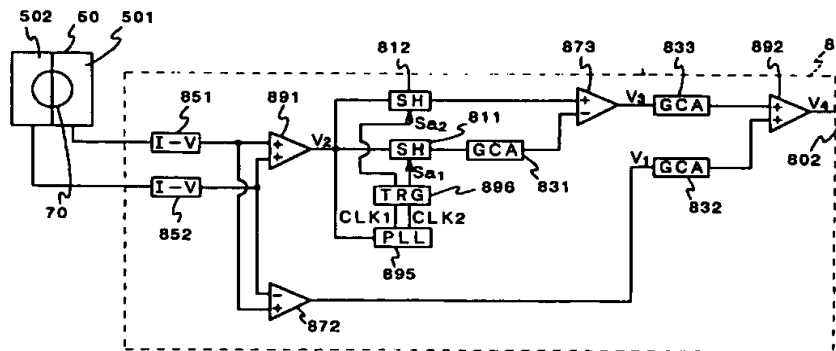 502 50 501
812
873
833
892
8
851
891
SH
+
-
V3
GCA
+
+
V4
Sa2
811
I-V
+
+
V2
SH
GCA
802
Sa1
831
V1
GCA
I-V
TRG
896
832
70
852
CLK1 CLK2
PLL
895
-
+
872